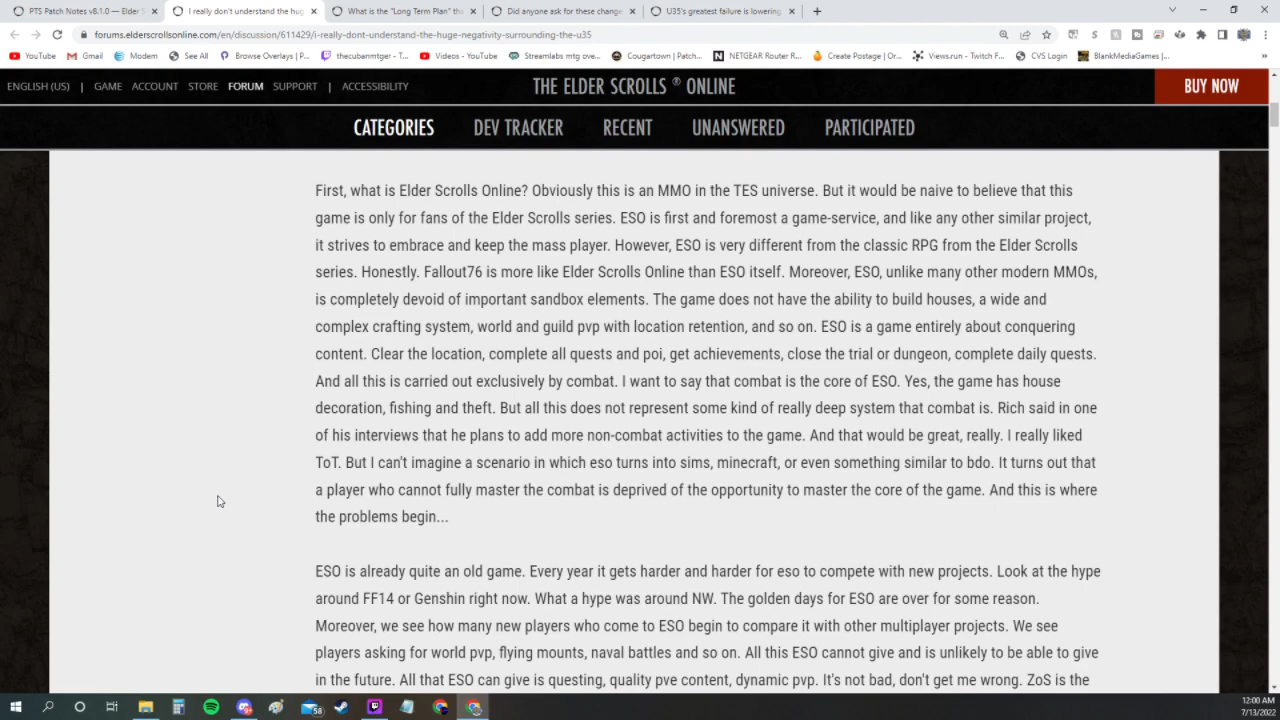 PTS Patch Notes v8.1.0 — Elder S
I really don't understand the hug
What is the "Long Term Plan" tha
Did anyone ask for these change
U35's greatest failure is lowering
forums.elderscrollsonline.com/en/discussion/611429/i-really-dont-understand-the-huge-negativity-surrounding-the-u35
YouTube
Gmail
Modem
See All
Browse Overlays | P...
thecubanmtger - T...
Videos - YouTube
Streamlabs mtg ove...
Cougartown | Patch...
NETGEAR Router R...
Create Postage | Or...
Views.run - Twitch F...
CVS Login
BlankMediaGames |...
ENGLISH (US) | GAME ACCOUNT STORE FORUM SUPPORT | ACCESSIBILITY
THE ELDER SCROLLS ® ONLINE
BUY NOW
CATEGORIES DEV TRACKER RECENT UNANSWERED PARTICIPATED
First, what is Elder Scrolls Online? Obviously this is an MMO in the TES universe. But it would be naive to believe that this
game is only for fans of the Elder Scrolls series. ESO is first and foremost a game-service, and like any other similar project,
it strives to embrace and keep the mass player. However, ESO is very different from the classic RPG from the Elder Scrolls
series. Honestly. Fallout76 is more like Elder Scrolls Online than ESO itself. Moreover, ESO, unlike many other modern MMOs,
is completely devoid of important sandbox elements. The game does not have the ability to build houses, a wide and
complex crafting system, world and guild pvp with location retention, and so on. ESO is a game entirely about conquering
content. Clear the location, complete all quests and poi, get achievements, close the trial or dungeon, complete daily quests.
And all this is carried out exclusively by combat. I want to say that combat is the core of ESO. Yes, the game has house
decoration, fishing and theft. But all this does not represent some kind of really deep system that combat is. Rich said in one
of his interviews that he plans to add more non-combat activities to the game. And that would be great, really. I really liked
ToT. But I can't imagine a scenario in which eso turns into sims, minecraft, or even something similar to bdo. It turns out that
a player who cannot fully master the combat is deprived of the opportunity to master the core of the game. And this is where
the problems begin...
ESO is already quite an old game. Every year it gets harder and harder for eso to compete with new projects. Look at the hype
around FF14 or Genshin right now. What a hype was around NW. The golden days for ESO are over for some reason.
Moreover, we see how many new players who come to ESO begin to compare it with other multiplayer projects. We see
players asking for world pvp, flying mounts, naval battles and so on. All this ESO cannot give and is unlikely to be able to give
in the future. All that ESO can give is questing, quality pve content, dynamic pvp. It's not bad, don't get me wrong. ZoS is the
58
12:00 AM
7/13/2022